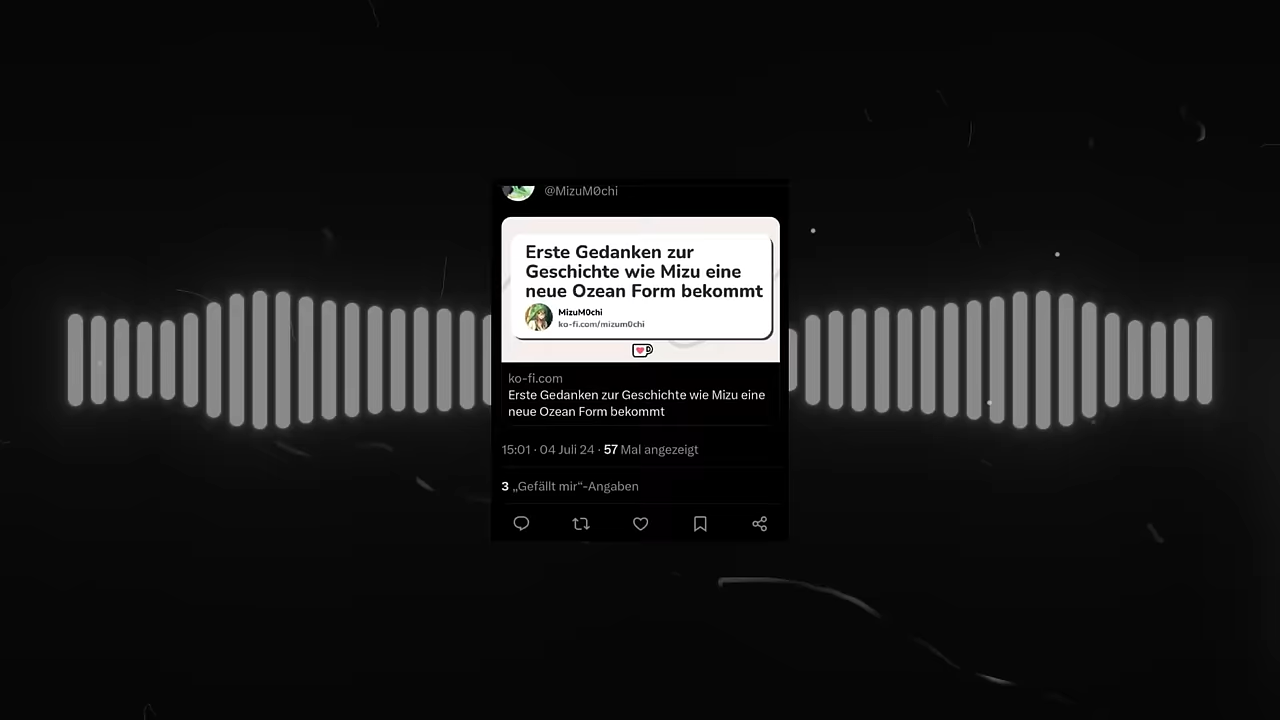 @MizuM0chi
Erste Gedanken zur
Geschichte wie Mizu eine
neue Ozean Form bekommt
MizuM0chi
ko-fi.com/mizum0chi
ko-fi.com
Erste Gedanken zur Geschichte wie Mizu eine
neue Ozean Form bekommt
15:01 · 04 Juli 24 · 57 Mal angezeigt
3 „Gefällt mir“-Angaben